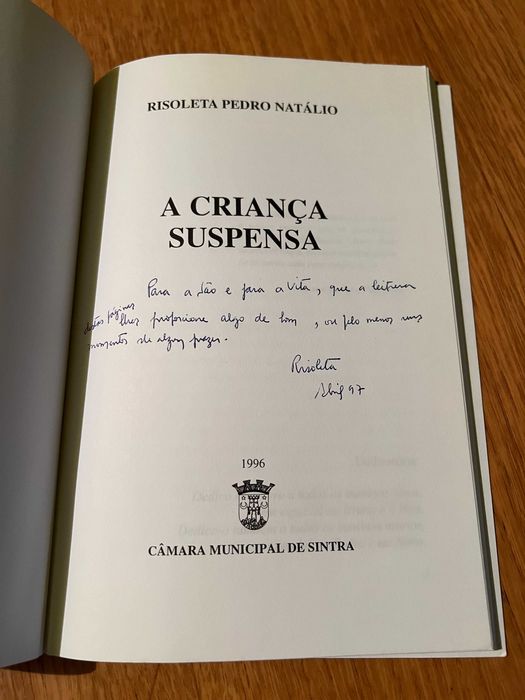 RISOLETA PEDRO NATÁLIO
A CRIANÇA
SUSPENSA
Para a São e para a Vitá, que a leitura
destas páginas lhes proporcione algo de bom, ou pelo menos uns
momentos de algum prazer.
Risoleta
Abril 97
1996
CÂMARA MUNICIPAL DE SINTRA